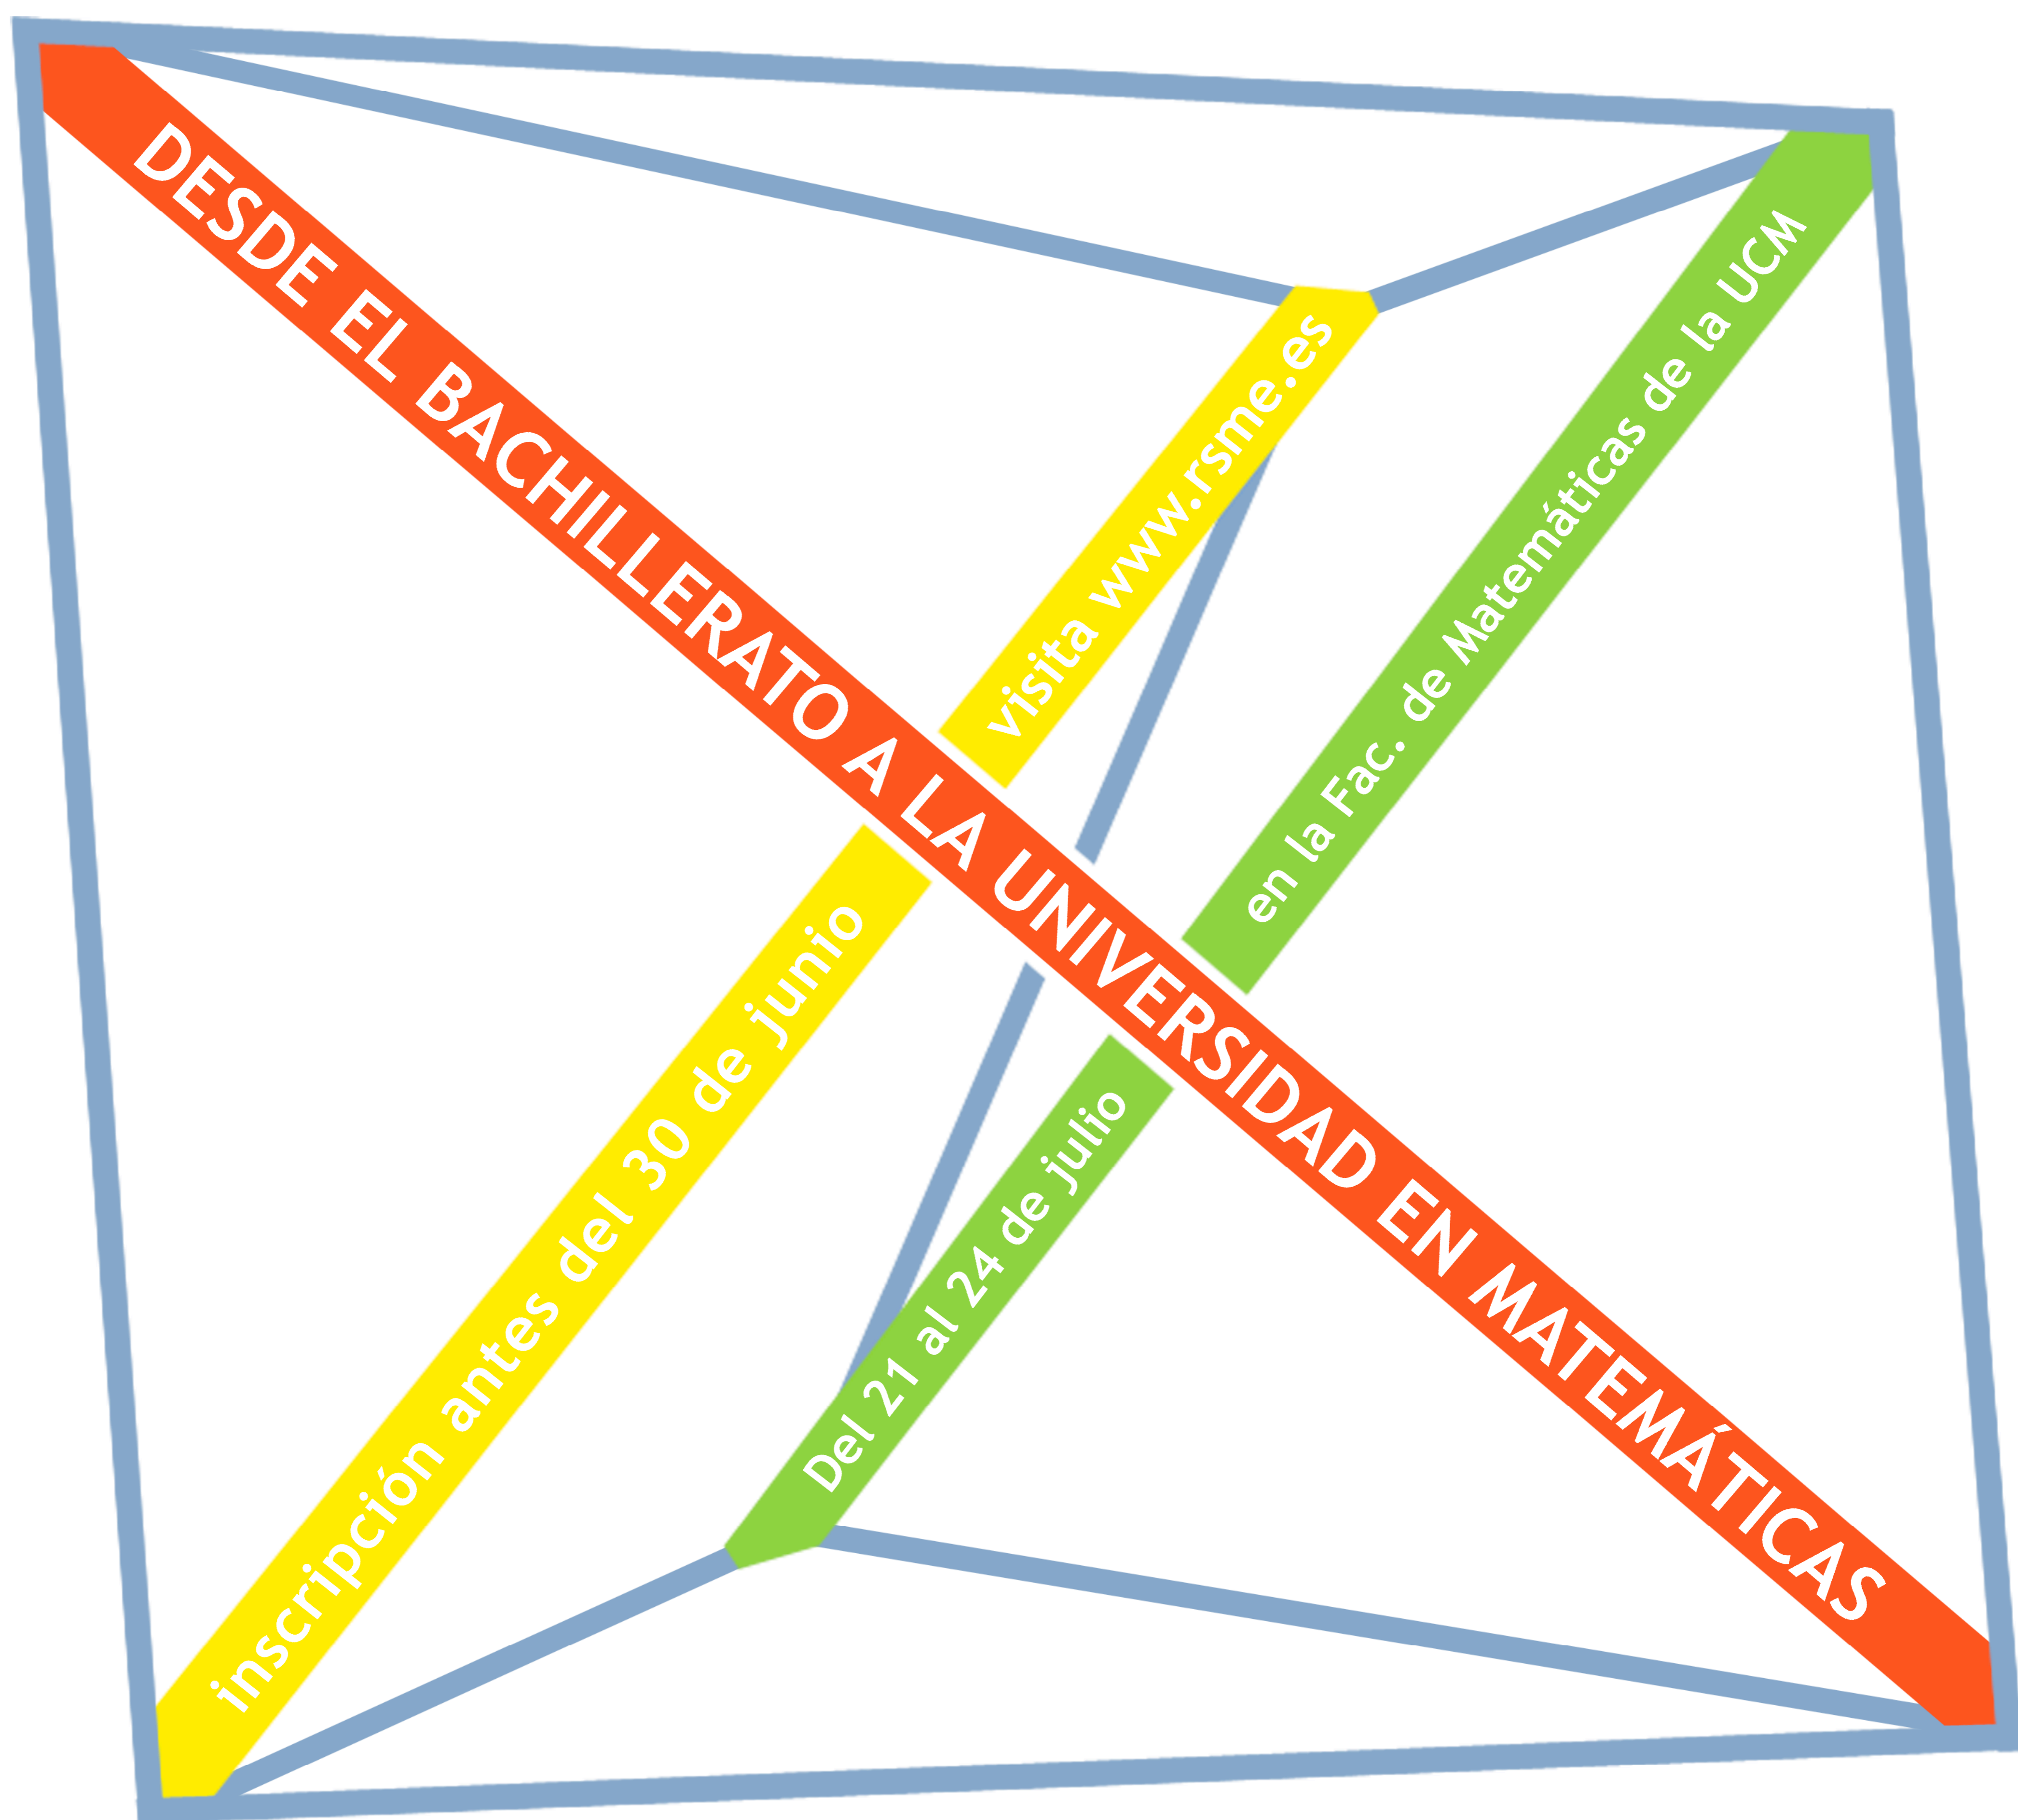 DESDE EL BACHILLERATO A LA UNIVERSIDAD EN MATEMÁTICAS
Del 21 al 24 de julio
en la Fac. de Matemáticas de la UCM
inscripción antes del 30 de junio
visita www.rsme.es